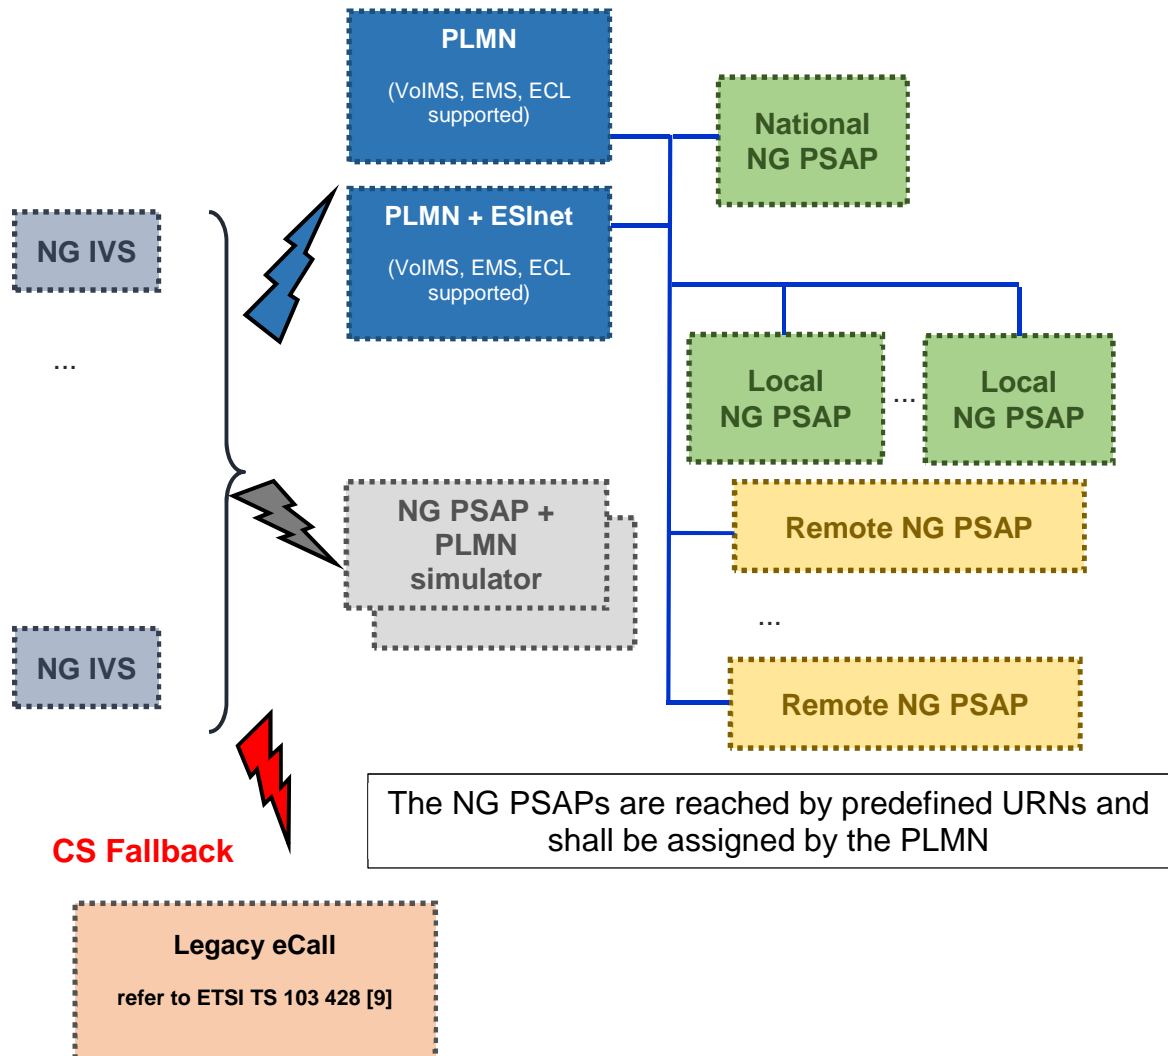 PLMN
(VoIMS, EMS, ECL
supported)
National
NG PSAP
NG IVS
PLMN + ESInet
(VoIMS, EMS, ECL
supported)
...
Local
NG PSAP
...
Local
NG PSAP
NG PSAP +
PLMN
simulator
Remote NG PSAP
...
NG IVS
Remote NG PSAP
The NG PSAPs are reached by predefined URNs and
shall be assigned by the PLMN
CS Fallback
Legacy eCall
refer to ETSI TS 103 428 [9]